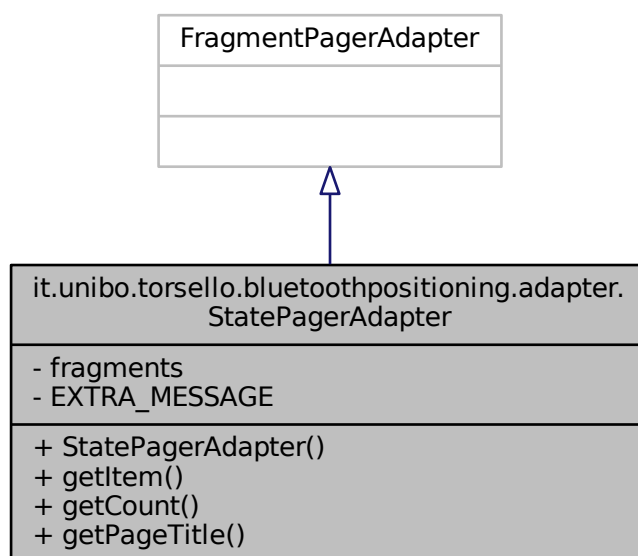 FragmentPagerAdapter
it.unibo.torsello.bluetoothpositioning.adapter.
StatePagerAdapter
- fragments
- EXTRA_MESSAGE
+ StatePagerAdapter()
+ getItem()
+ getCount()
+ getPageTitle()